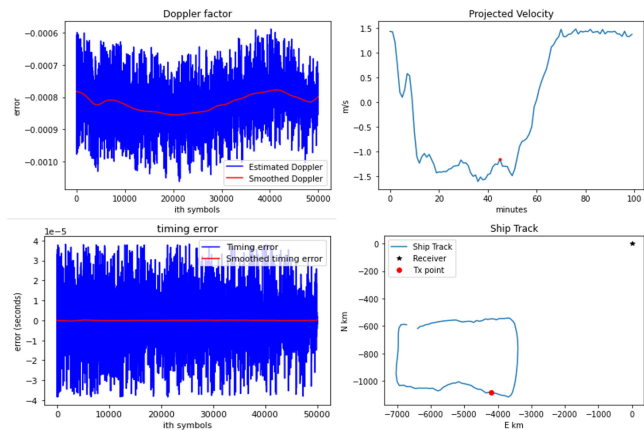 Doppler factor
error
-0.0006
-0.0007
-0.0008
-0.0009
-0.0010
Estimated Doppler
Smoothed Doppler
0 10000 20000 30000 40000 50000
ith symbols
Projected Velocity
m/s
1.5
1.0
0.5
0.0
-0.5
-1.0
-1.5
0 20 40 60 80 100
minutes
timing error
1e-5
error (seconds)
4
3
2
1
0
-1
-2
-3
-4
Timing error
Smoothed timing error
0 10000 20000 30000 40000 50000
ith symbols
Ship Track
N km
0
-200
-400
-600
-800
-1000
Ship Track
Receiver
Tx point
-7000 -6000 -5000 -4000 -3000 -2000 -1000 0
E km